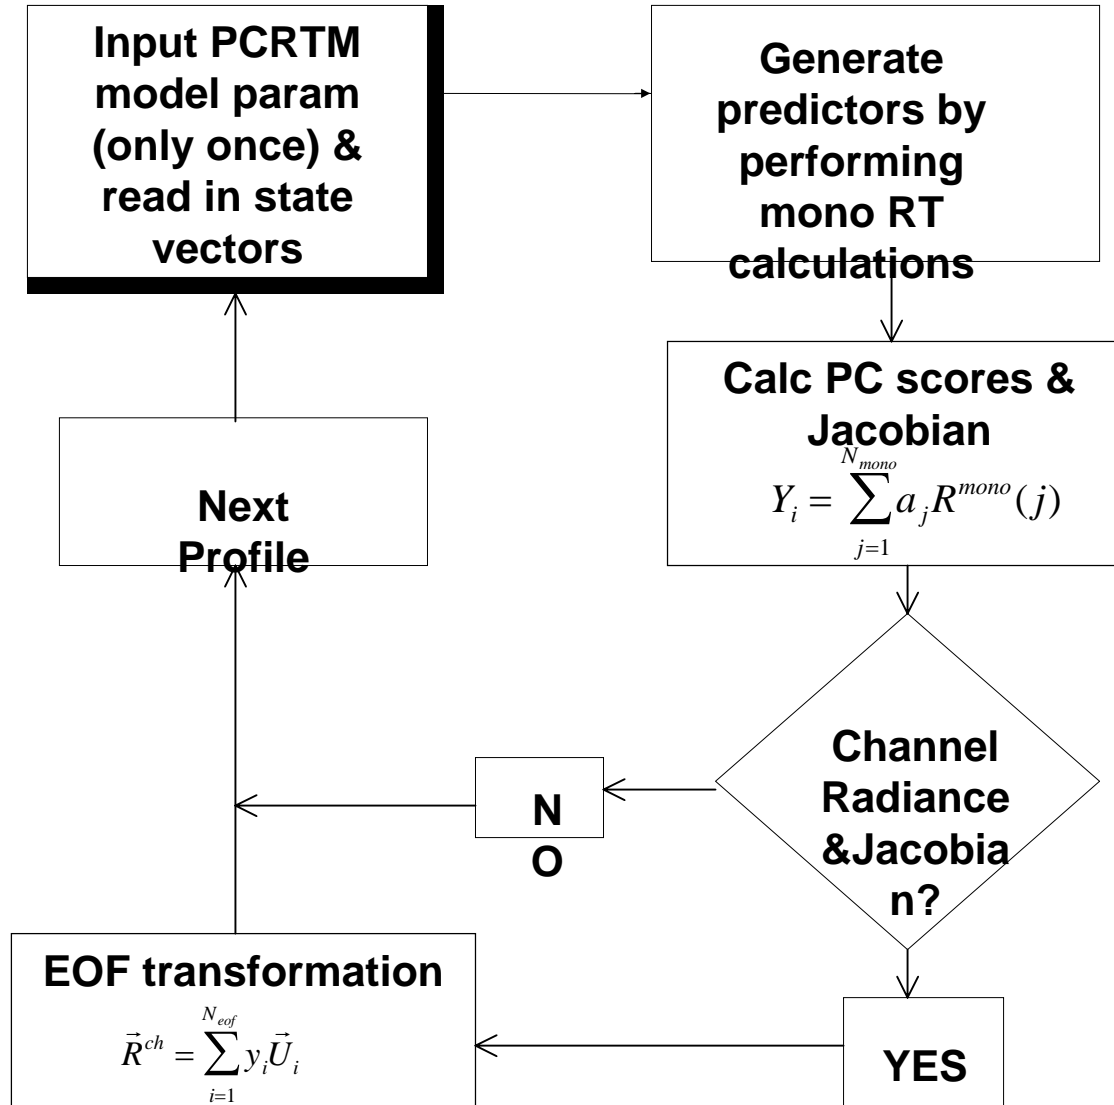 Input PCRTM
model param
(only once) &
read in state
vectors
Generate
predictors by
performing
mono RT
calculations
Calc PC scores &
Jacobian
$Y_i = \sum_{j=1}^{N_{mono}} a_j R^{mono}(j)$
Channel
Radiance
&Jacobia
n?
N
O
YES
EOF transformation
$\vec{R}^{ch} = \sum_{i=1}^{N_{eof}} y_i \vec{U}_i$
Next
Profile